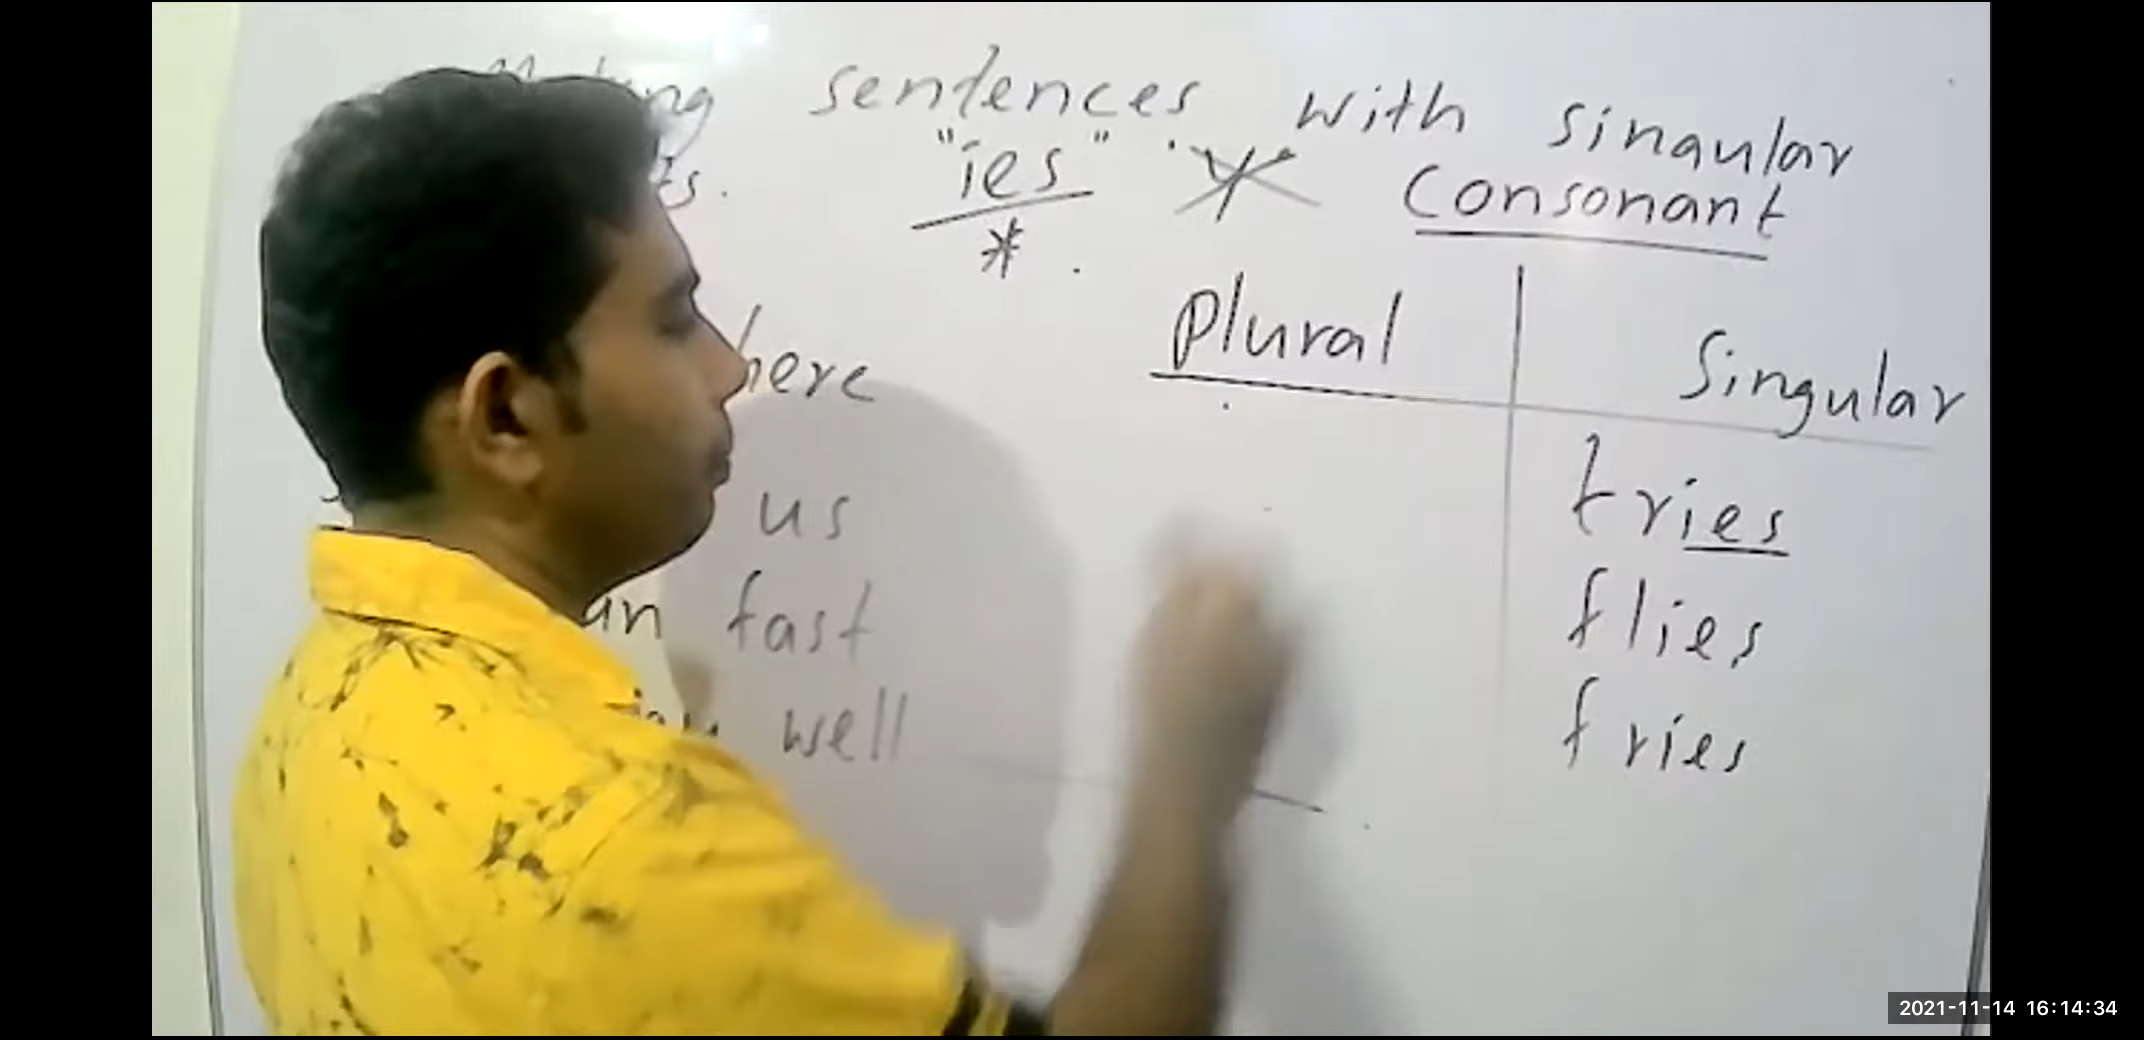 sentences with sinaular
"ies" Y Consonant
*
Plural Singular
here
tries
us
flies
fast
fries
well
2021-11-14 16:14:34